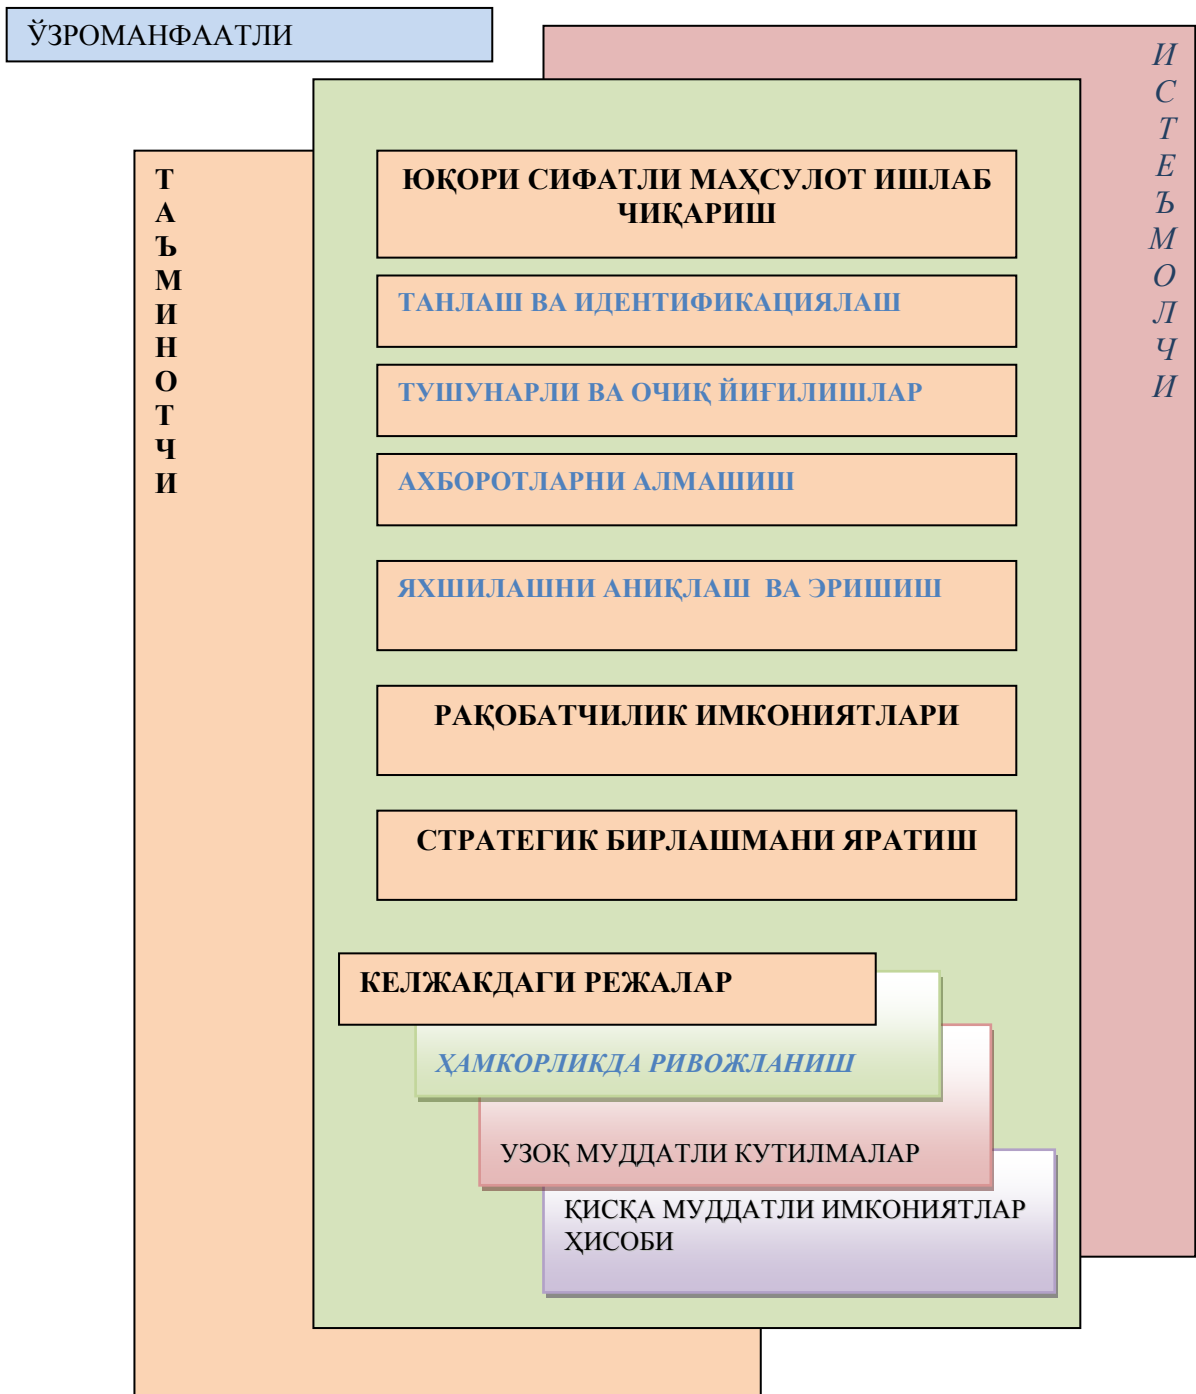 ЎЗРОМАНФААТЛИ
И
С
Т
Е
Ъ
М
О
Л
Ч
И
Т
А
Ъ
М
И
Н
О
Т
Ч
И
ЮҚОРИ СИФАТЛИ МАҲСУЛОТ ИШЛАБ
ЧИҚАРИШ
ТАНЛАШ ВА ИДЕНТИФИКАЦИЯЛАШ
ТУШУНАРЛИ ВА ОЧИҚ ЙИҒИЛИШЛАР
АХБОРОТЛАРНИ АЛМАШИШ
ЯХШИЛАШНИ АНИҚЛАШ ВА ЭРИШИШ
РАҚОБАТЧИЛИК ИМКОНИЯТЛАРИ
СТРАТЕГИК БИРЛАШМАНИ ЯРАТИШ
КЕЛЖАКДАГИ РЕЖАЛАР
ҲАМКОРЛИКДА РИВОЖЛАНИШ
УЗОҚ МУДДАТЛИ КУТИЛМАЛАР
ҚИСҚА МУДДАТЛИ ИМКОНИЯТЛАР
ҲИСОБИ